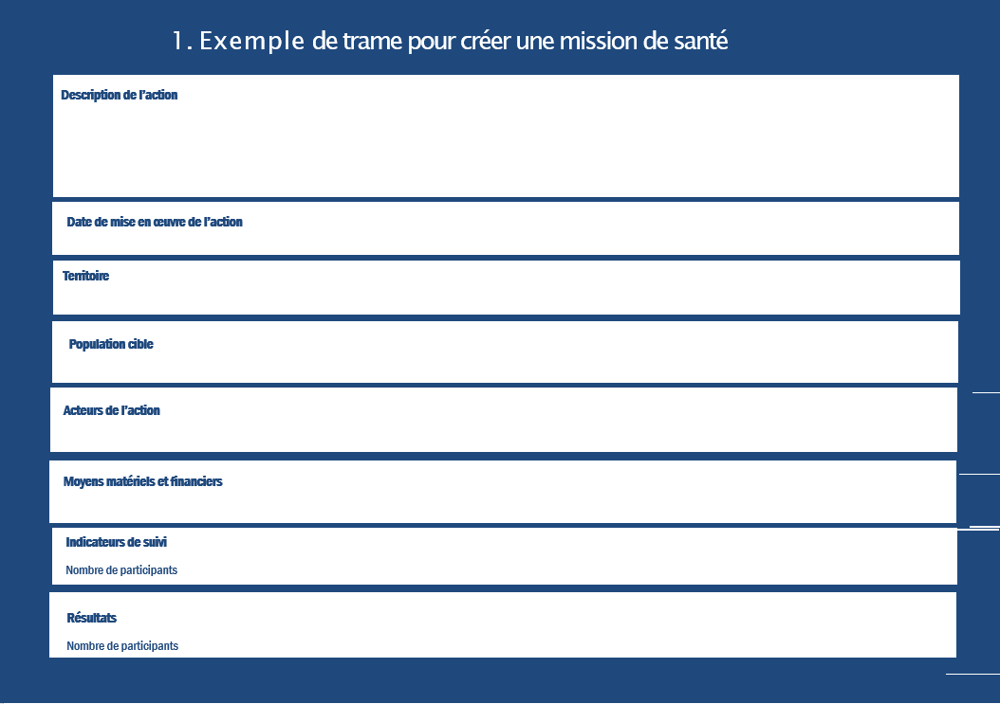 1. Exemple de trame pour créer une mission de santé
Description de l'action
Date de mise en œuvre de l'action
Territoire
Population cible
Acteurs de l'action
Moyens matériels et financiers
Indicateurs de suivi
Nombre de participants
Résultats
Nombre de participants